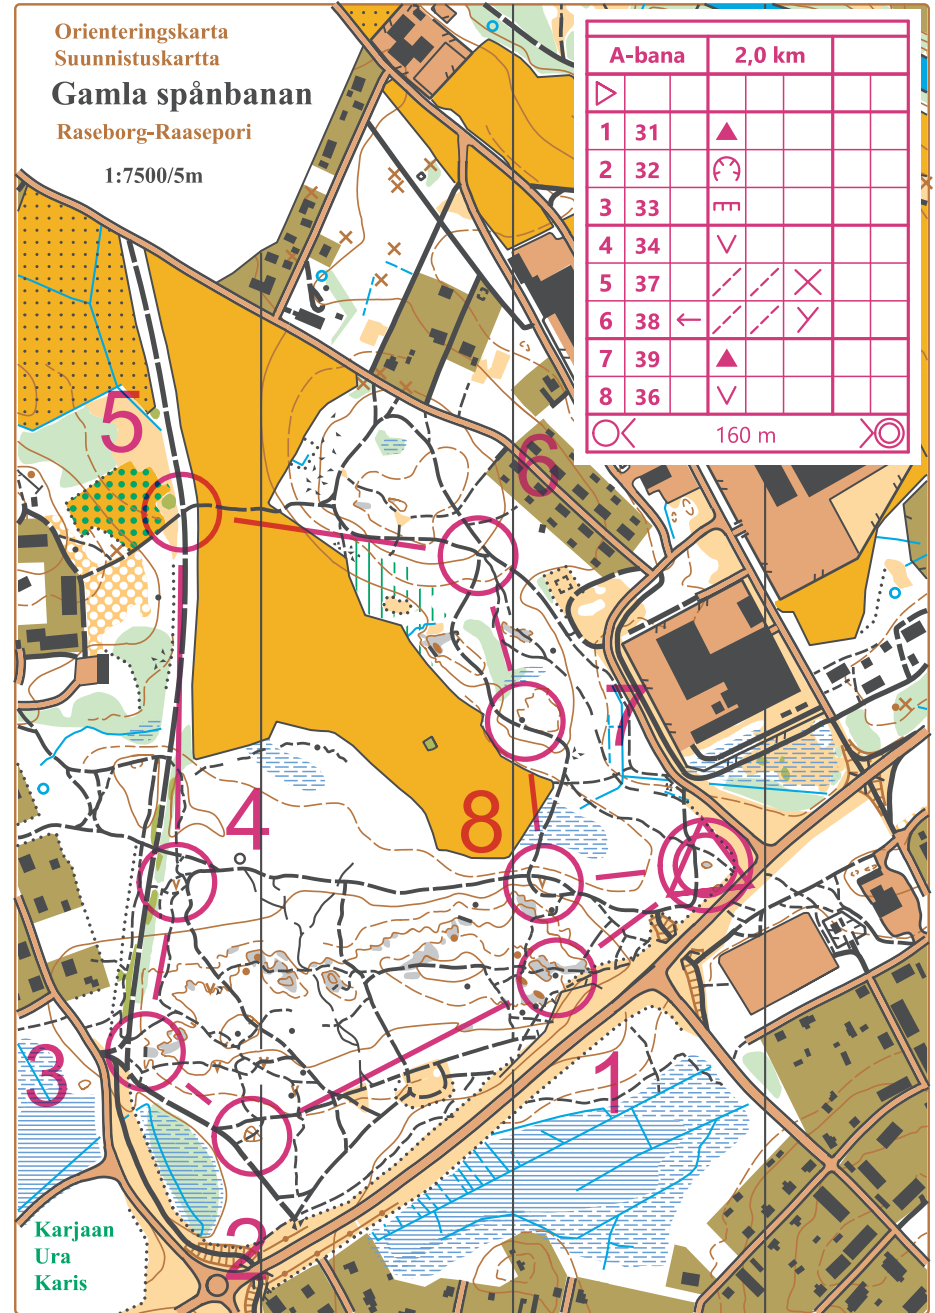 Orienteringskarta
Suunnistuskartta
Gamla spånbanan
Raseborg-Raasepori
1:7500/5m
A-bana 2,0 km
1 31
2 32
3 33
4 34
5 37
6 38
7 39
8 36
160 m
5
6
7
4
8
3
1
2
Karjaan
Ura
Karis